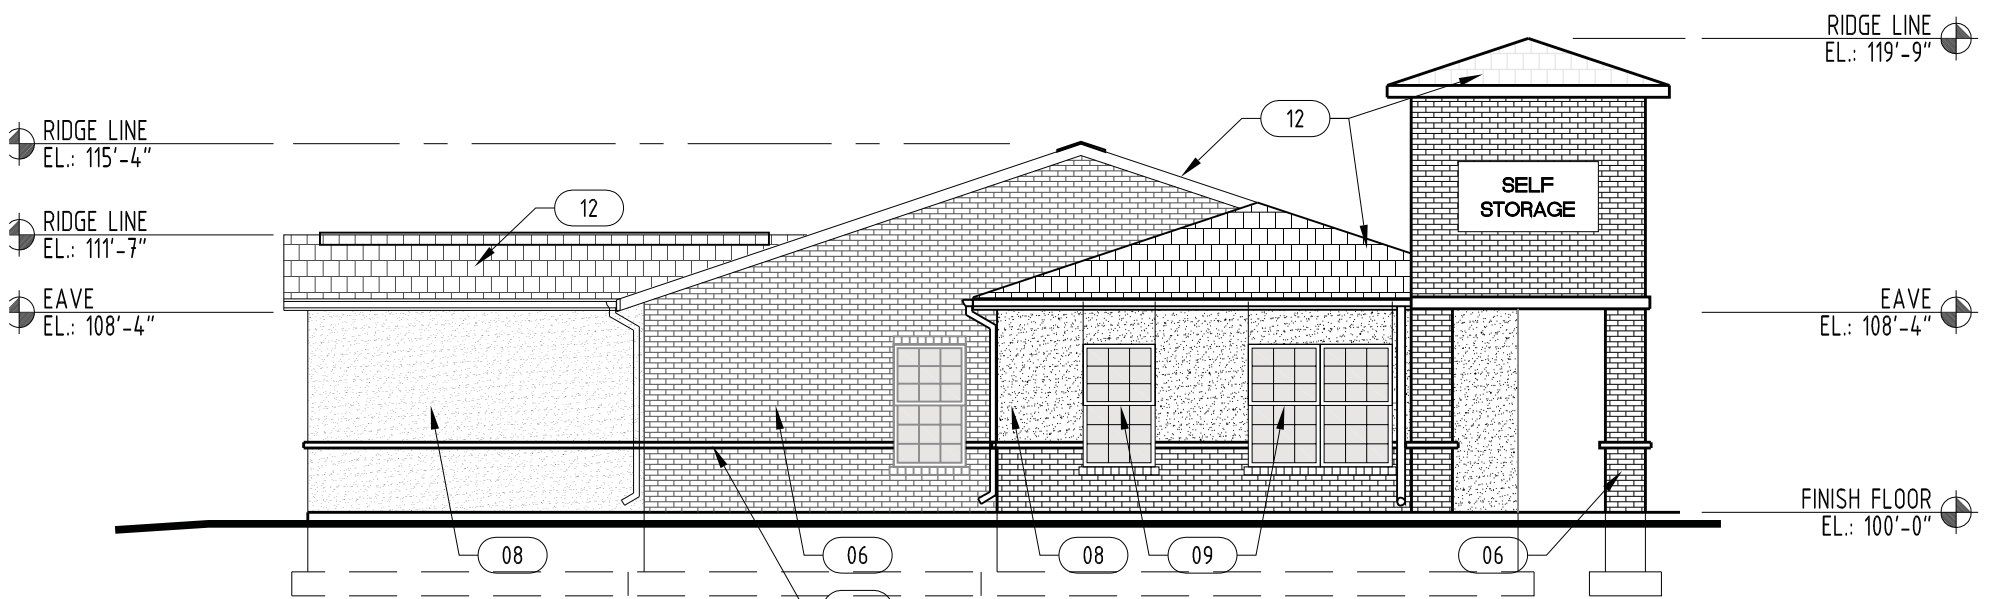 RIDGE LINE
EL.: 119'-9"
12
RIDGE LINE
EL.: 115'-4"
SELF
STORAGE
12
RIDGE LINE
EL.: 111'-7"
EAVE
EL.: 108'-4"
EAVE
EL.: 108'-4"
FINISH FLOOR
EL.: 100'-0"
08
06
08
09
06